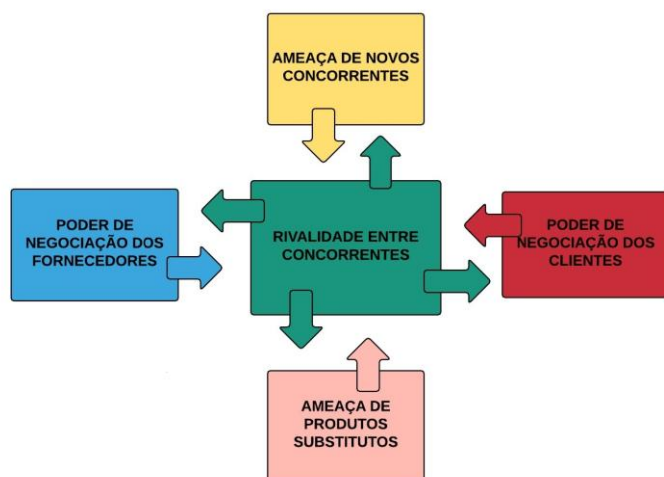 AMEAÇA DE NOVOS
CONCORRENTES
PODER DE
NEGOCIAÇÃO DOS
FORNECEDORES
RIVALIDADE ENTRE
CONCORRENTES
PODER DE
NEGOCIAÇÃO DOS
CLIENTES
AMEAÇA DE
PRODUTOS
SUBSTITUTOS